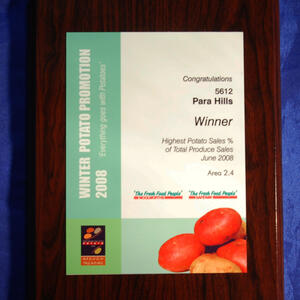 Congratulations
5612
Para Hills
Winner
Highest Potato Sales %
of Total Produce Sales
June 2008
Area 2.4
"The Fresh Food People"
"The Fresh Food People"
WINTER POTATO PROMOTION
'Everything goes with Potatoes'
2008